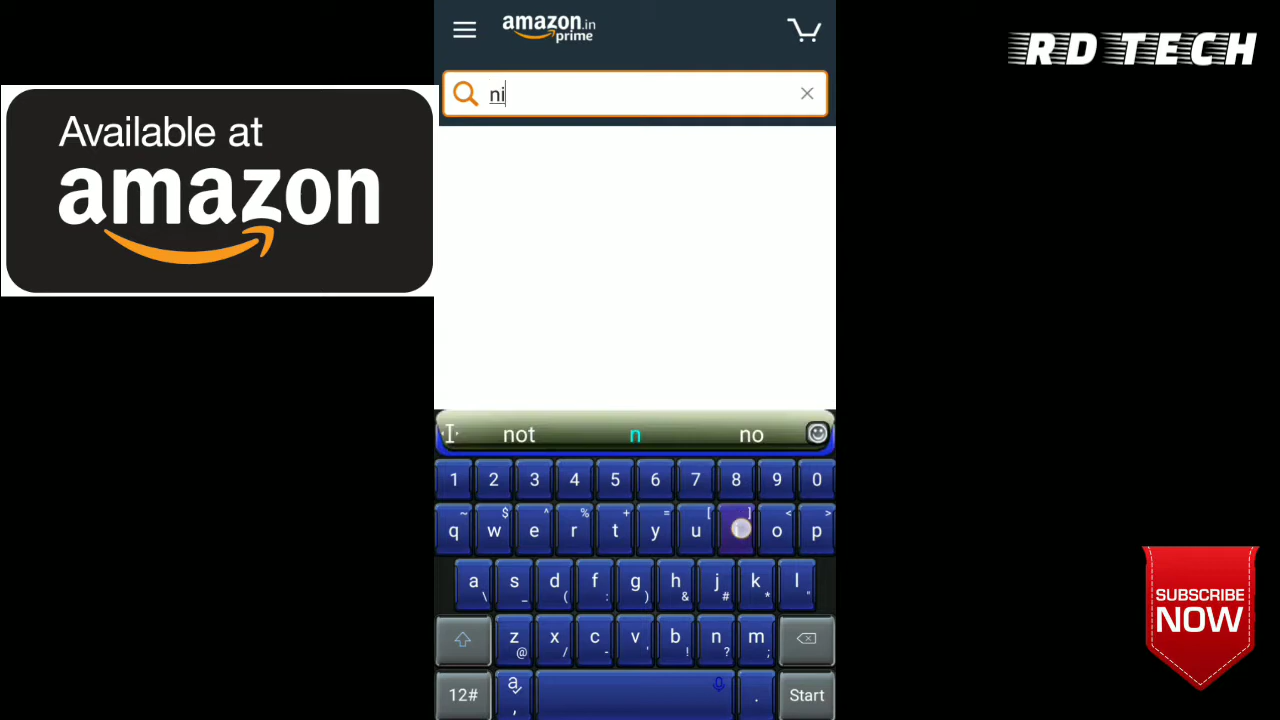 amazon.in
prime
RD TECH
ni
Available at
amazon
not n no
1 2 3 4 5 6 7 8 9 0
~ $ ^ % + = [ ] < >
q w e r t y u o p
a s d f g h j k l
\ _ ( : ) & # * "
z x c v b n m
@ / - ' ! ? ;
12# a . Start
,
SUBSCRIBE
NOW